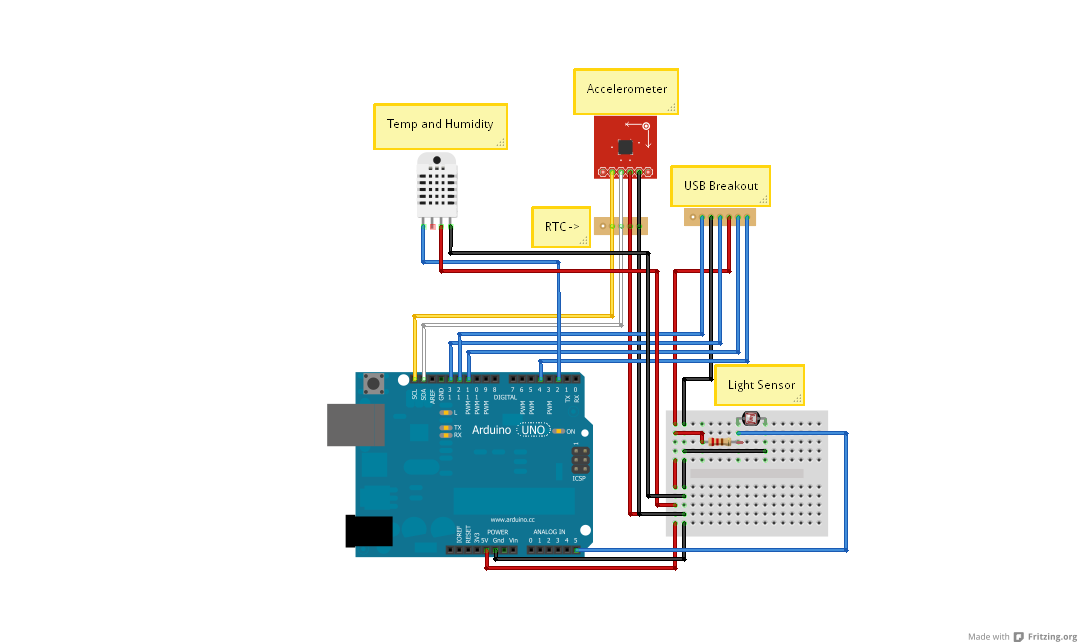 Accelerometer
Temp and Humidity
USB Breakout
RTC ->
Light Sensor
SCL
SDA
AREF
GND
13
12
11
10
9
8
7
6
5
4
3
2
1
0
PWM
PWM
PWM
PWM
PWM
PWM
TX
RX
DIGITAL
L
TX
RX
Arduino
UNO
ON
1
ICSP
www.arduino.cc
POWER
ANALOG IN
IOREF
RESET
3V3
5V
Gnd
Vin
0
1
2
3
4
5
Made with Fritzing.org